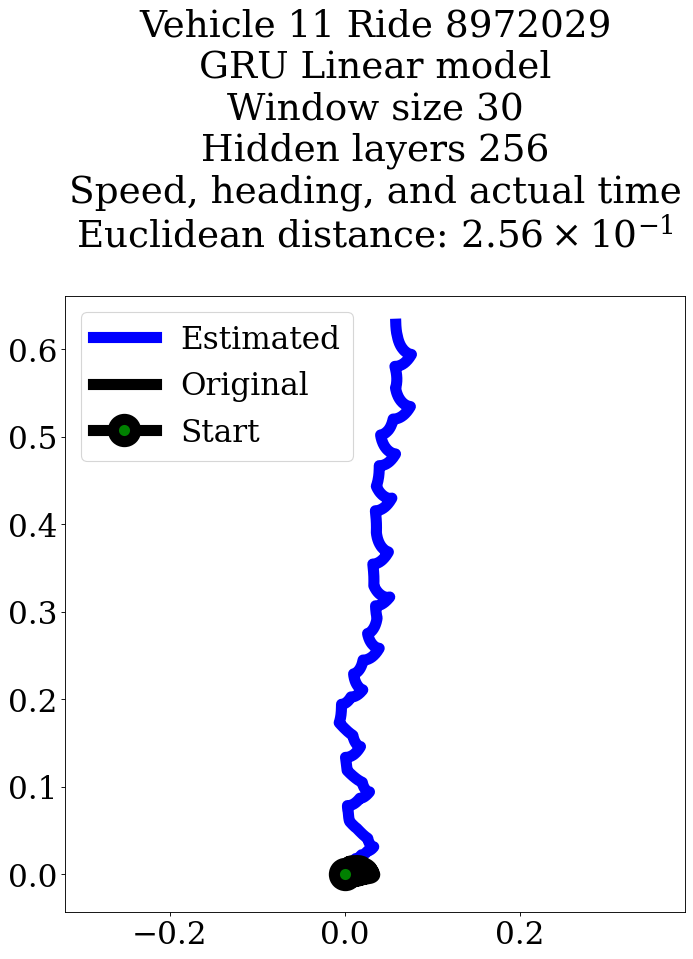 Vehicle 11 Ride 8972029
GRU Linear model
Window size 30
Hidden layers 256
Speed, heading, and actual time
Euclidean distance: 2.56 × 10⁻¹
Estimated
Original
Start
0.6
0.5
0.4
0.3
0.2
0.1
0.0
−0.2 0.0 0.2